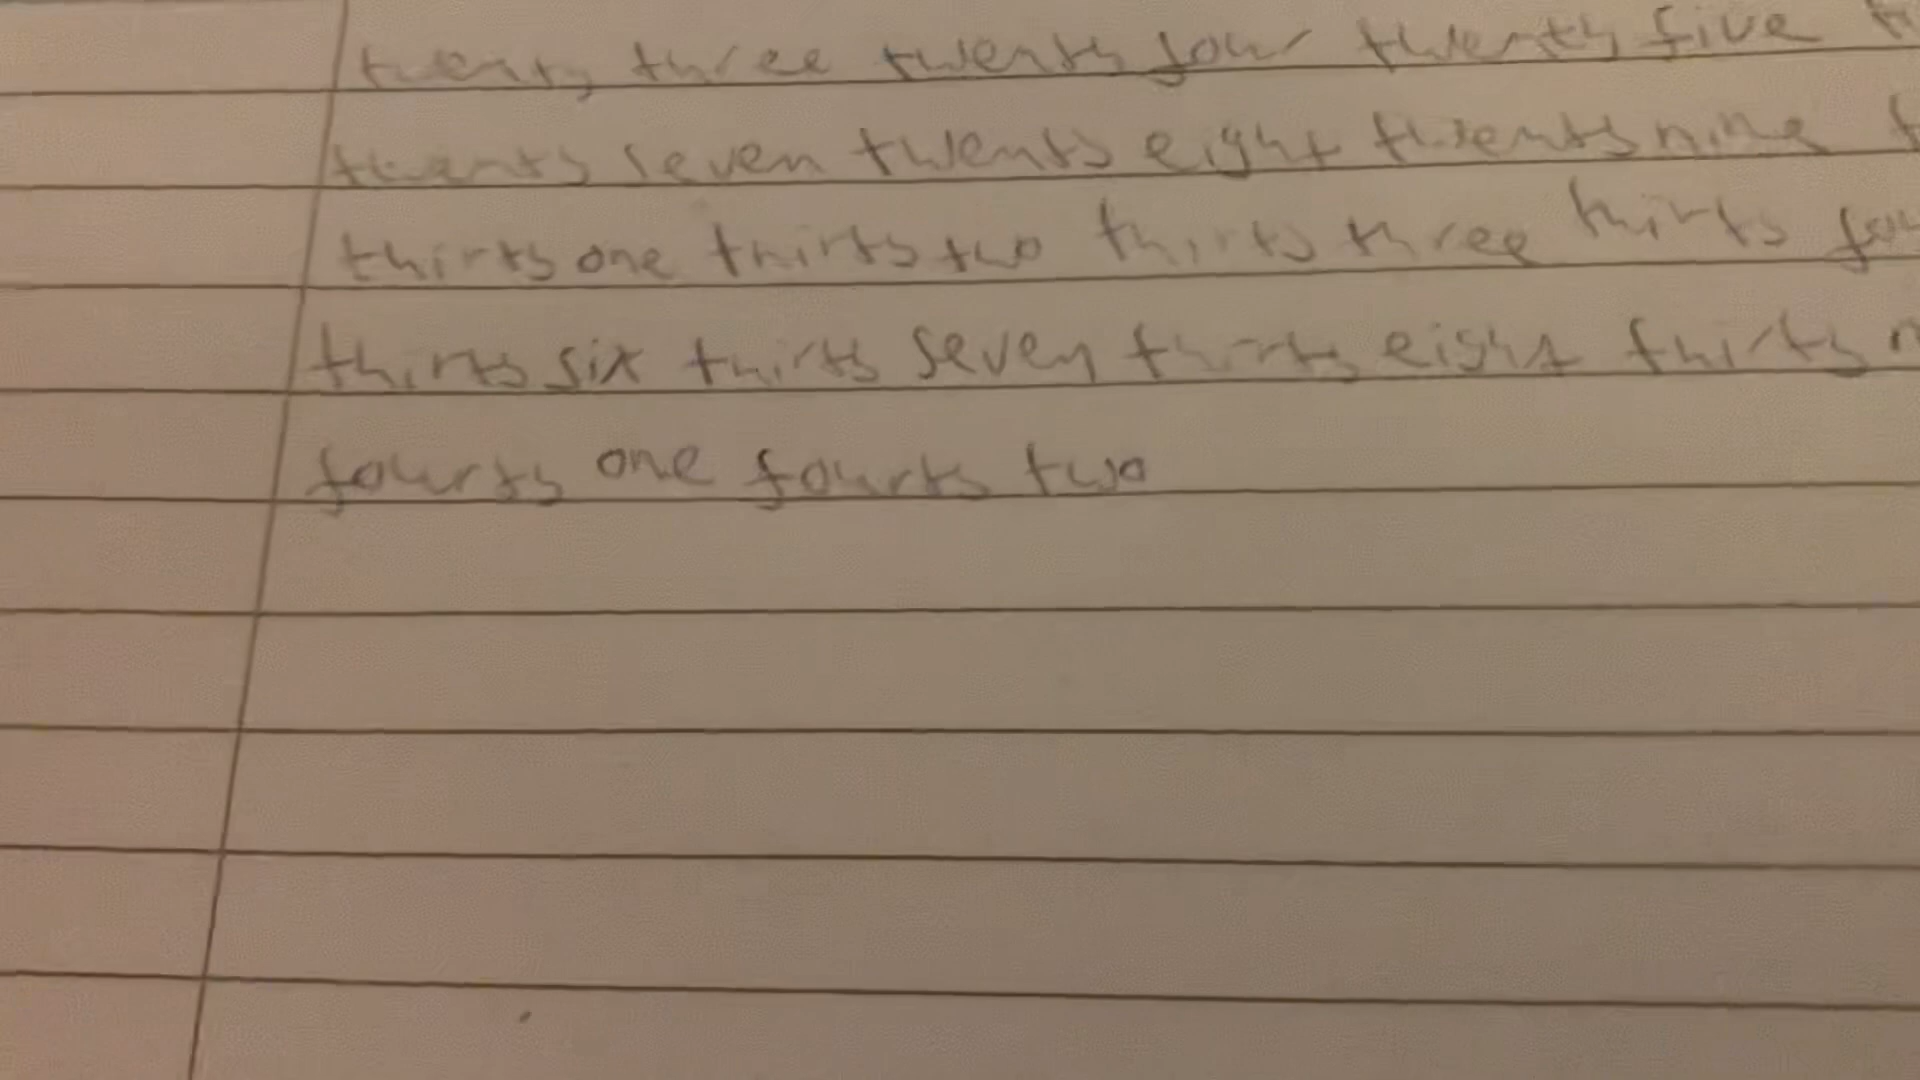 twenty three twenty four twenty five
twenty seven twenty eight twenty nine
thirty one thirty two thirty three thirty fou
thirty six thirty seven thirty eight thirty n
fourty one fourty two